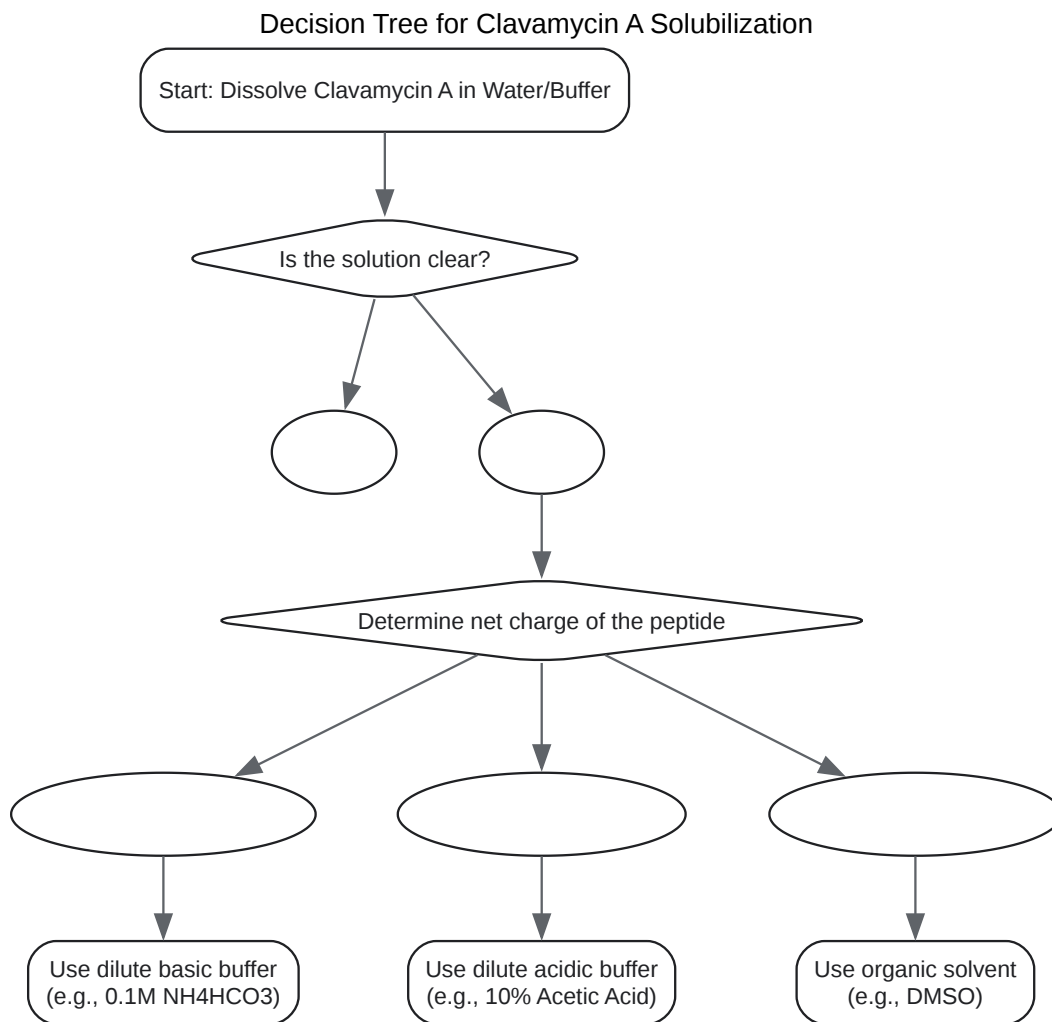 Decision Tree for Clavamycin A Solubilization
Start: Dissolve Clavamycin A in Water/Buffer
Is the solution clear?
Determine net charge of the peptide
Use dilute basic buffer
(e.g., 0.1M NH4HCO3)
Use dilute acidic buffer
(e.g., 10% Acetic Acid)
Use organic solvent
(e.g., DMSO)